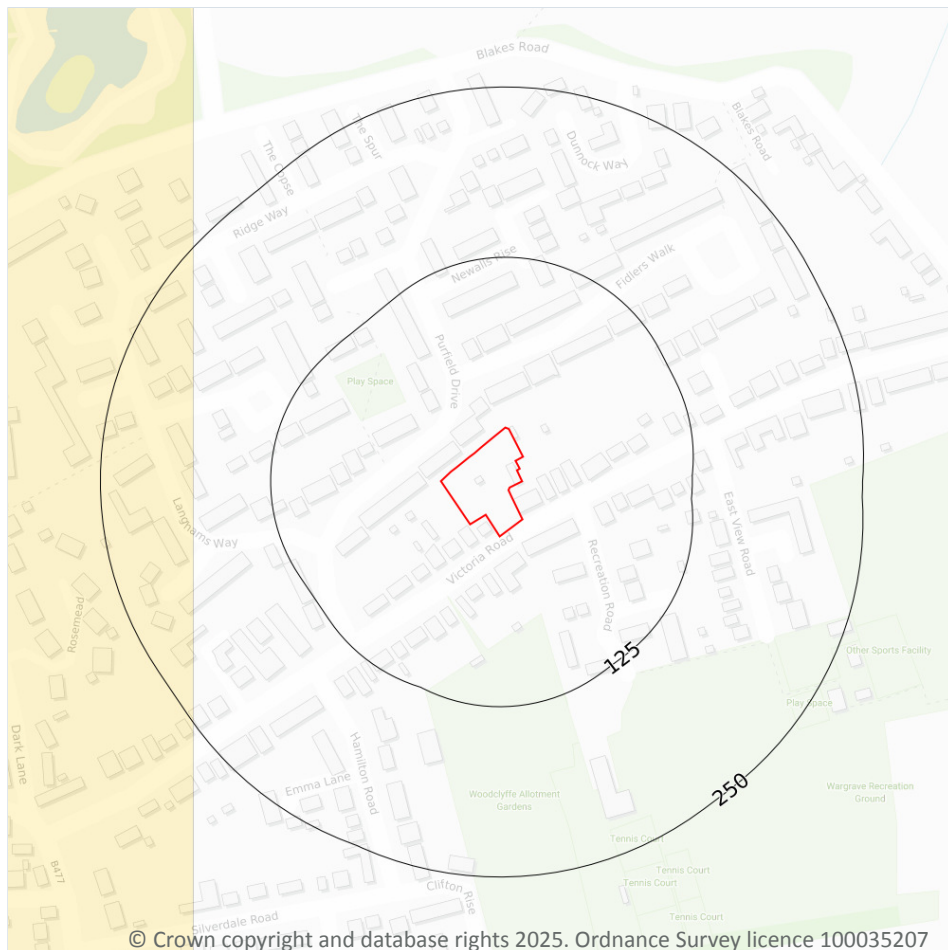 Blakes Road
The Spur
The Copse
Dunnock Way
Blakes Road
Ridge Way
Newalls Rise
Fidlers Walk
Purfield Drive
Play Space
Langhams Way
Victoria Road
East View Road
Recreation Road
Rosemead
125
Other Sports Facility
Play Space
Dark Lane
Hamilton Road
Emma Lane
250
Woodclyffe Allotment
Gardens
Wargrave Recreation
Ground
Tennis Court
Tennis Court
Tennis Court
B477
Clifton Rise
Silverdale Road
Tennis Court
© Crown copyright and database rights 2025. Ordnance Survey licence 100035207